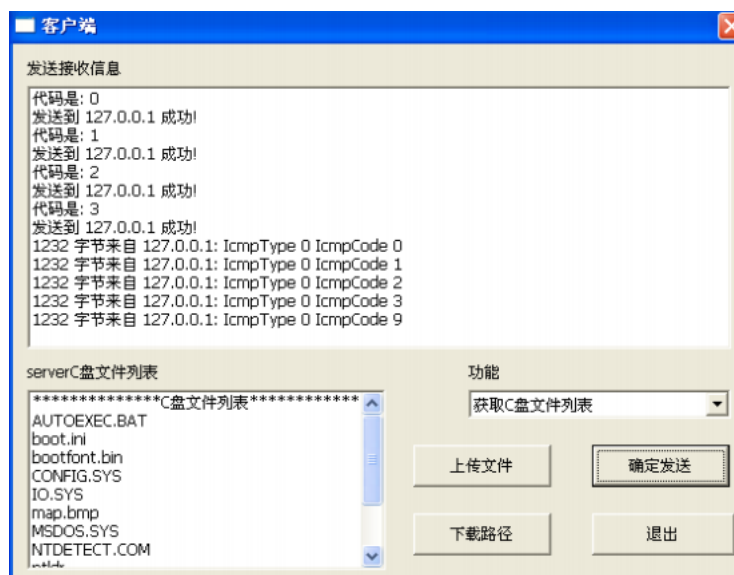 客户端
发送接收信息
代码是: 0
发送到 127.0.0.1 成功!
代码是: 1
发送到 127.0.0.1 成功!
代码是: 2
发送到 127.0.0.1 成功!
代码是: 3
发送到 127.0.0.1 成功!
1232 字节来自 127.0.0.1: IcmpType 0 IcmpCode 0
1232 字节来自 127.0.0.1: IcmpType 0 IcmpCode 1
1232 字节来自 127.0.0.1: IcmpType 0 IcmpCode 2
1232 字节来自 127.0.0.1: IcmpType 0 IcmpCode 3
1232 字节来自 127.0.0.1: IcmpType 0 IcmpCode 9
serverC盘文件列表
**************C盘文件列表************
AUTOEXEC.BAT
boot.ini
bootfont.bin
CONFIG.SYS
IO.SYS
map.bmp
MSDOS.SYS
NTDETECT.COM
功能
获取C盘文件列表
上传文件
确定发送
下载路径
退出